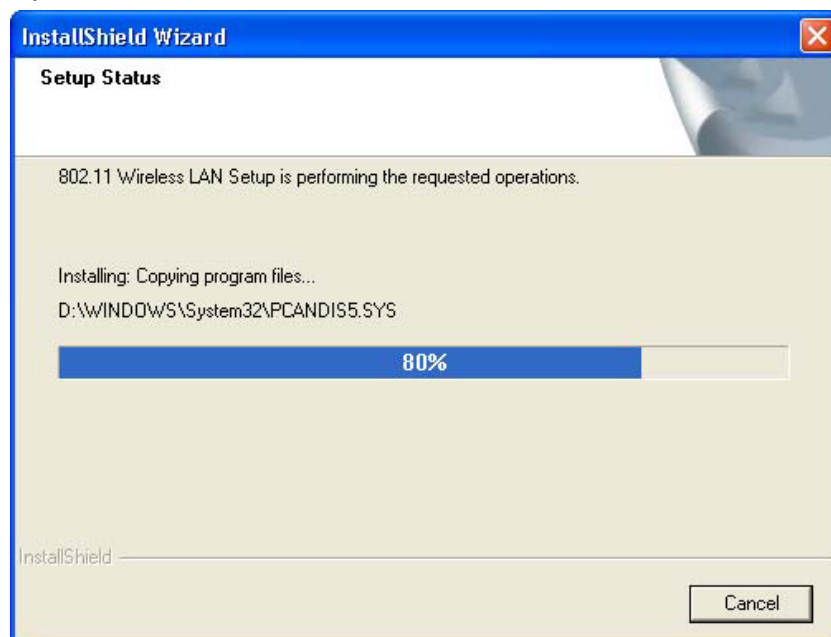 InstallShield Wizard
Setup Status
802.11 Wireless LAN Setup is performing the requested operations.
Installing: Copying program files...
D:\WINDOWS\System32\PCANDIS5.SYS
80%
InstallShield
Cancel